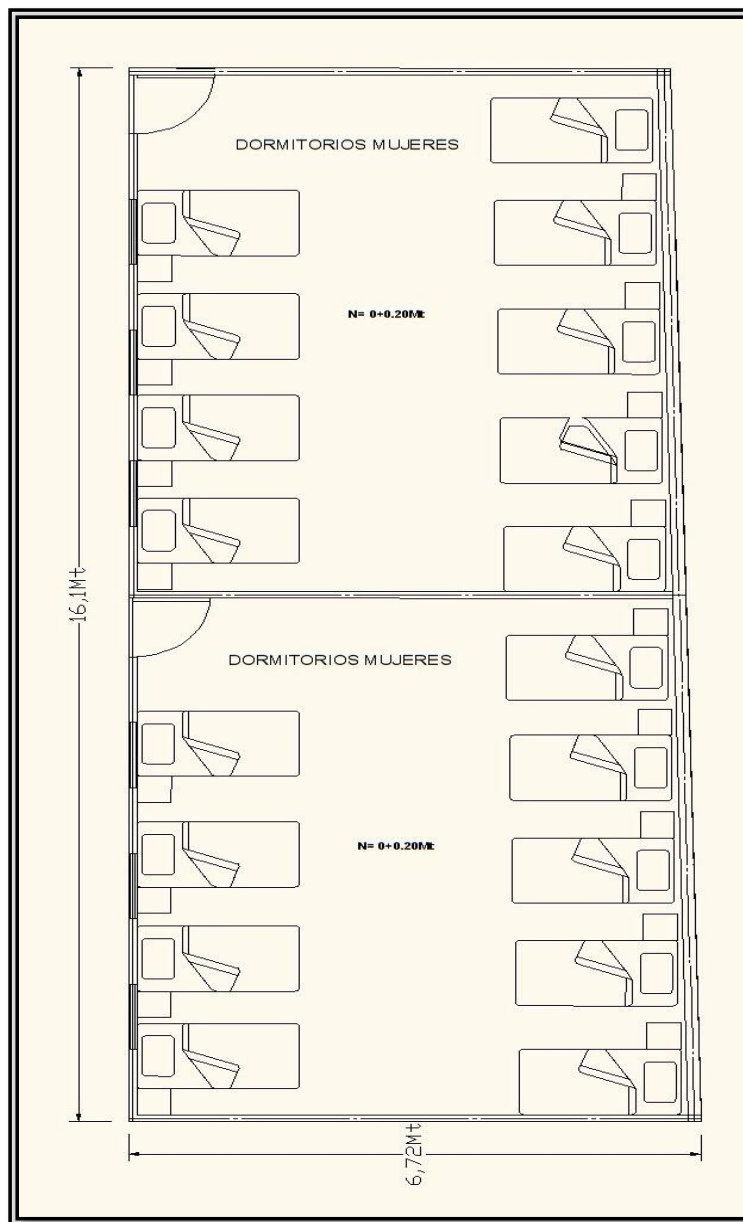 DORMITORIOS MUJERES
N= 0+0.20Mt
16,1Mt
DORMITORIOS MUJERES
N= 0+0.20Mt
6,72Mt